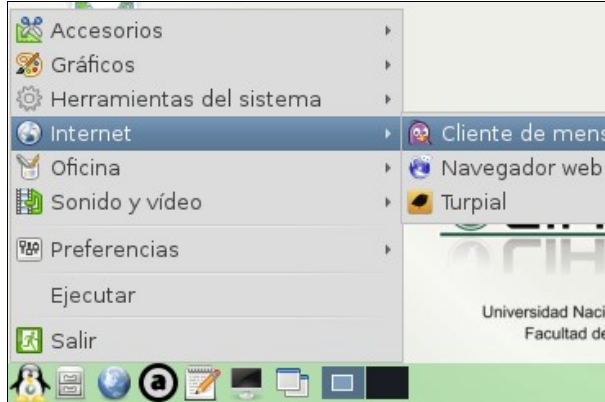 Accesorios
Gráficos
Herramientas del sistema
Internet
Cliente de mens
Oficina
Navegador web
Sonido y vídeo
Turpial
Preferencias
Ejecutar
Universidad Naci
Facultad de
Salir